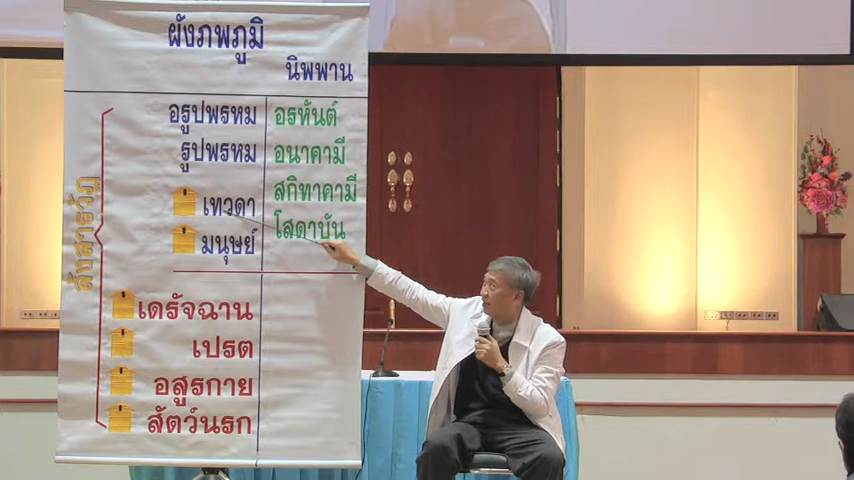 ผังภพภูมิ
นิพพาน
อรูปพรหม อรหันต์
รูปพรหม อนาคามี
สกิทาคามี
เทวดา
โสดาบัน
มนุษย์
สังสารวัฏ
เดรัจฉาน
เปรต
อสูรกาย
สัตว์นรก